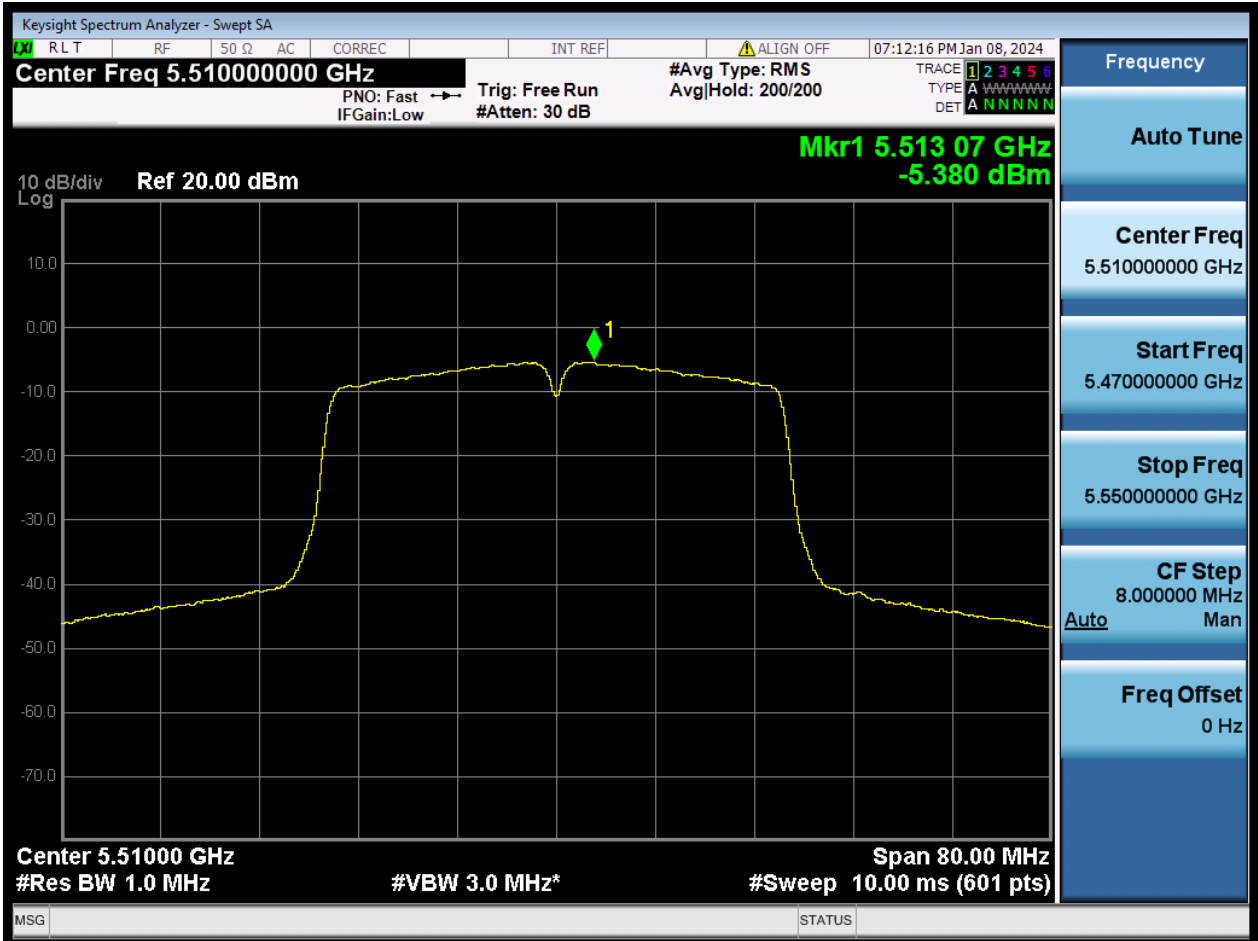 Keysight Spectrum Analyzer - Swept SA
LXI RLT RF 50 Ω AC CORREC INT REF ALIGN OFF 07:12:16 PM Jan 08, 2024
Center Freq 5.510000000 GHz
PNO: Fast
IFGain:Low
Trig: Free Run
#Atten: 30 dB
#Avg Type: RMS
Avg|Hold: 200/200
TRACE 1 2 3 4 5 6
TYPE A WWWWW
DET A N N N N N
Mkr1 5.513 07 GHz
-5.380 dBm
10 dB/div Ref 20.00 dBm
Log
10.0
0.00
1
-10.0
-20.0
-30.0
-40.0
-50.0
-60.0
-70.0
Center 5.51000 GHz Span 80.00 MHz
#Res BW 1.0 MHz #VBW 3.0 MHz* #Sweep 10.00 ms (601 pts)
MSG STATUS
Frequency
Auto Tune
Center Freq
5.510000000 GHz
Start Freq
5.470000000 GHz
Stop Freq
5.550000000 GHz
CF Step
8.000000 MHz
Auto Man
Freq Offset
0 Hz